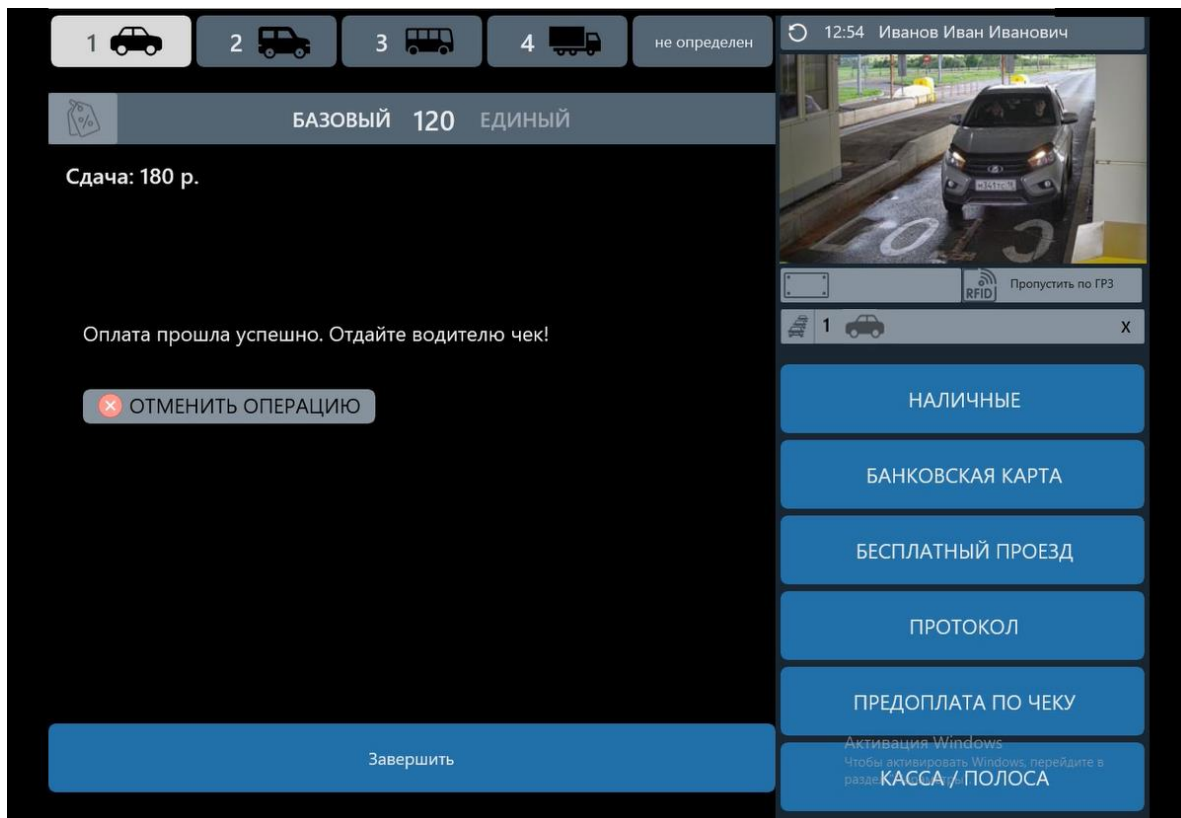 1
2
3
4
не определен
12:54 Иванов Иван Иванович
БАЗОВЫЙ 120 ЕДИНЫЙ
Сдача: 180 р.
RFID
Пропустить по ГРЗ
1
X
Оплата прошла успешно. Отдайте водителю чек!
ОТМЕНИТЬ ОПЕРАЦИЮ
НАЛИЧНЫЕ
БАНКОВСКАЯ КАРТА
БЕСПЛАТНЫЙ ПРОЕЗД
ПРОТОКОЛ
ПРЕДОПЛАТА ПО ЧЕКУ
Активация Windows
Чтобы активировать Windows, перейдите в
КАССА / ПОЛОСА
Завершить